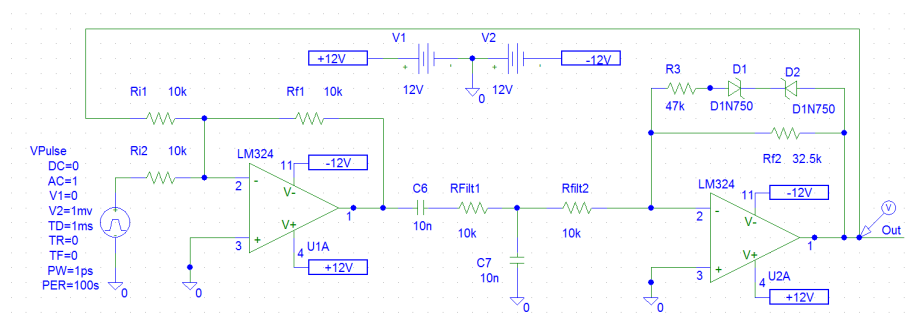 V1
V2
+12V
-12V
+
-
+
-
12V
12V
0
R3
D1
D2
47k
D1N750
D1N750
Ri1
10k
Rf1
10k
Rf2
32.5k
VPulse
DC=0
AC=1
V1=0
V2=1mv
TD=1ms
TR=0
TF=0
PW=1ps
PER=100s
+
-
0
Ri2
10k
LM324
11
-12V
2
-
V-
1
V+
3
+
4
U1A
+12V
0
C6
10n
RFilt1
10k
Rfilt2
10k
C7
10n
0
LM324
11
-12V
2
-
V-
1
V+
3
+
4
U2A
+12V
0
V
Out